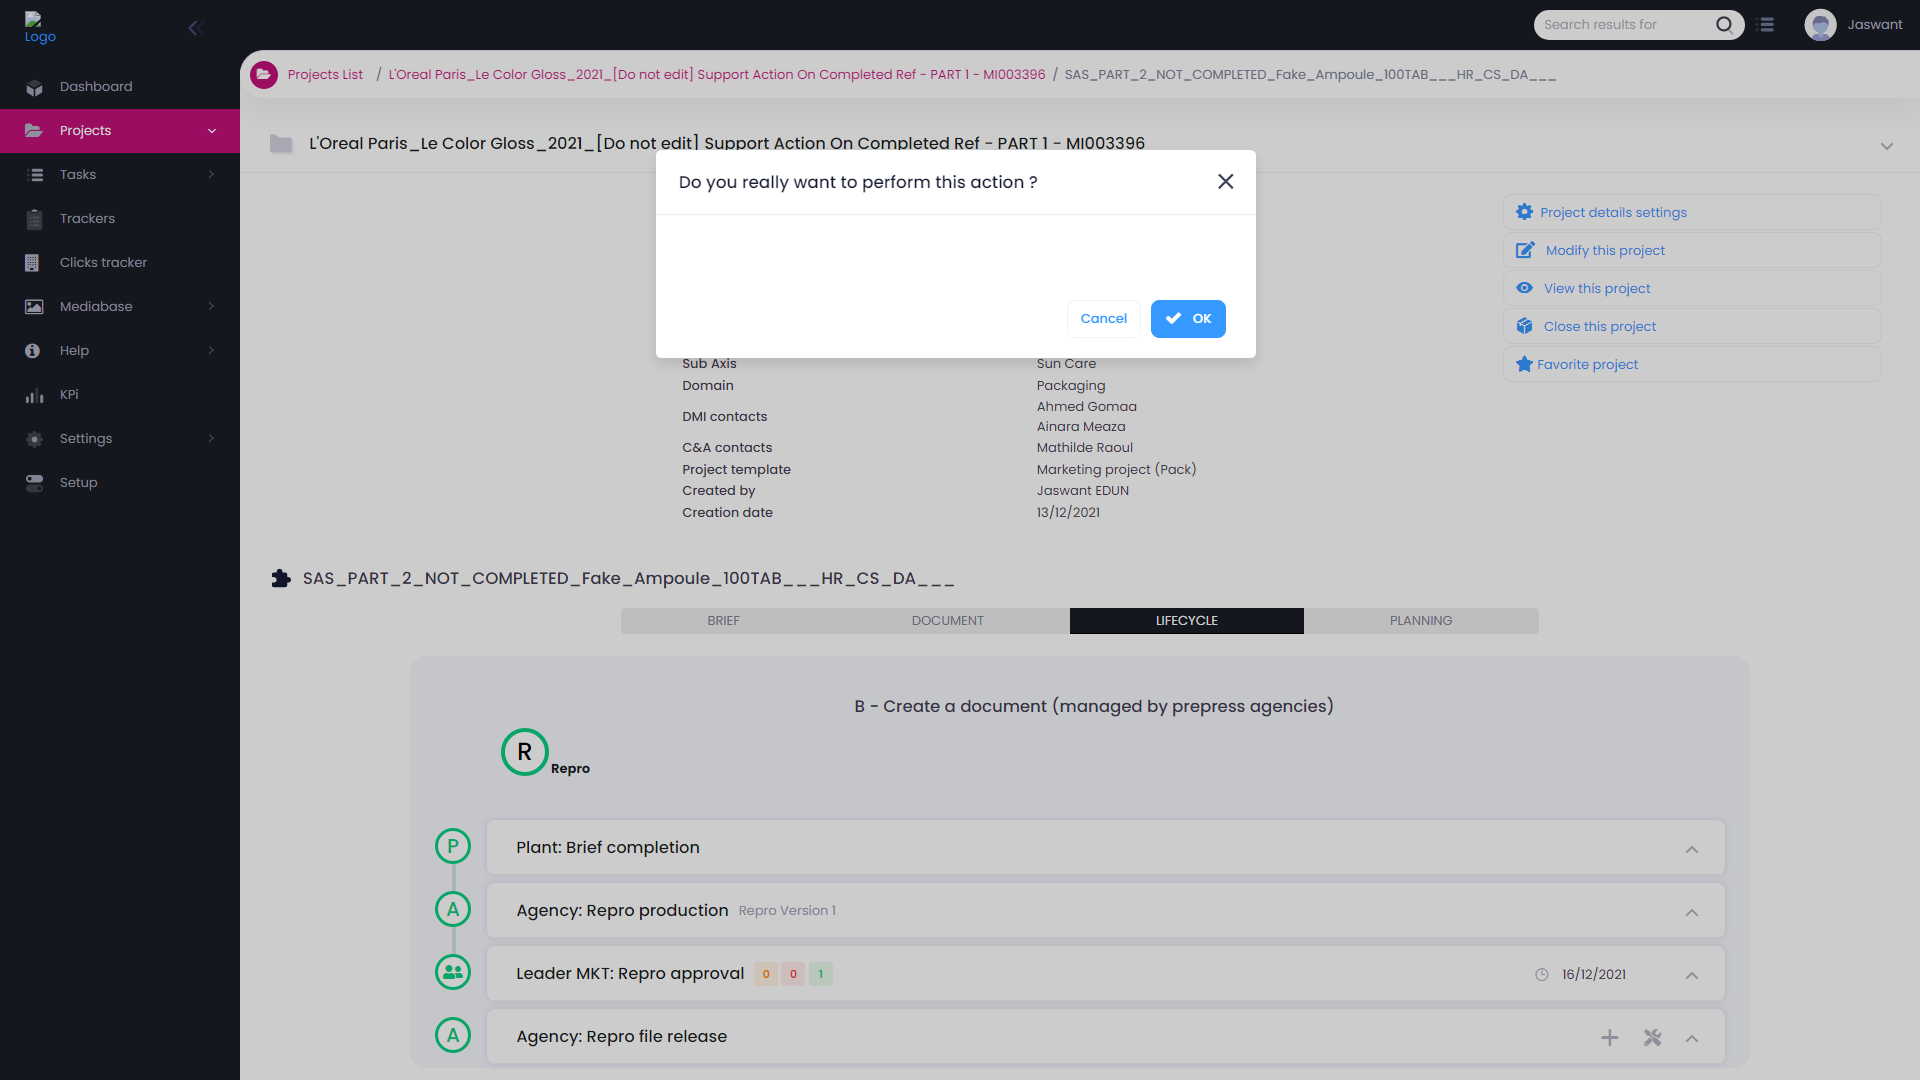 Logo
Search results for
Jaswant
Projects List / L'Oreal Paris_Le Color Gloss_2021_[Do not edit] Support Action On Completed Ref - PART 1 - MI003396 / SAS_PART_2_NOT_COMPLETED_Fake_Ampoule_100TAB___HR_CS_DA___
Dashboard
Projects
Tasks
Trackers
Clicks tracker
Mediabase
Help
KPi
Settings
Setup
L'Oreal Paris_Le Color Gloss_2021_[Do not edit] Support Action On Completed Ref - PART 1 - MI003396
Do you really want to perform this action ?
Cancel
OK
Project details settings
Modify this project
View this project
Close this project
Favorite project
Sub Axis Sun Care
Domain Packaging
DMI contacts Ahmed Gomaa
Ainara Meaza
C&A contacts Mathilde Raoul
Project template Marketing project (Pack)
Created by Jaswant EDUN
Creation date 13/12/2021
SAS_PART_2_NOT_COMPLETED_Fake_Ampoule_100TAB___HR_CS_DA___
BRIEF DOCUMENT LIFECYCLE PLANNING
B - Create a document (managed by prepress agencies)
R Repro
P Plant: Brief completion
A Agency: Repro production Repro Version 1
Leader MKT: Repro approval 0 0 1 16/12/2021
A Agency: Repro file release